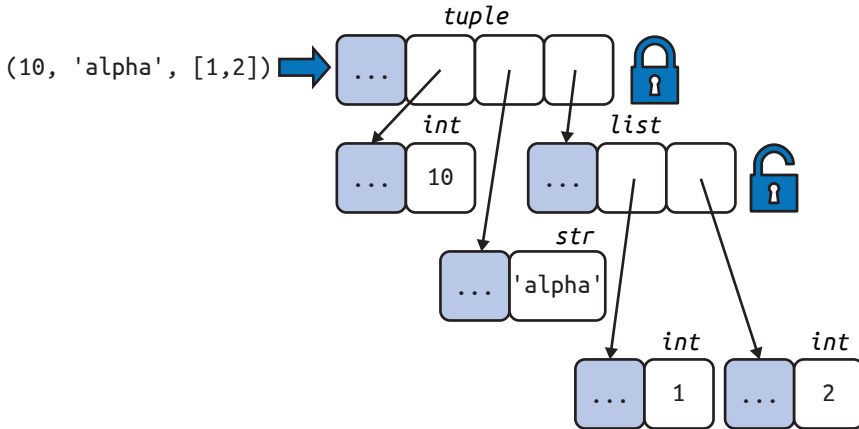 tuple
(10, 'alpha', [1,2])
...
int
list
... 10
...
str
... 'alpha'
int
int
... 1
... 2